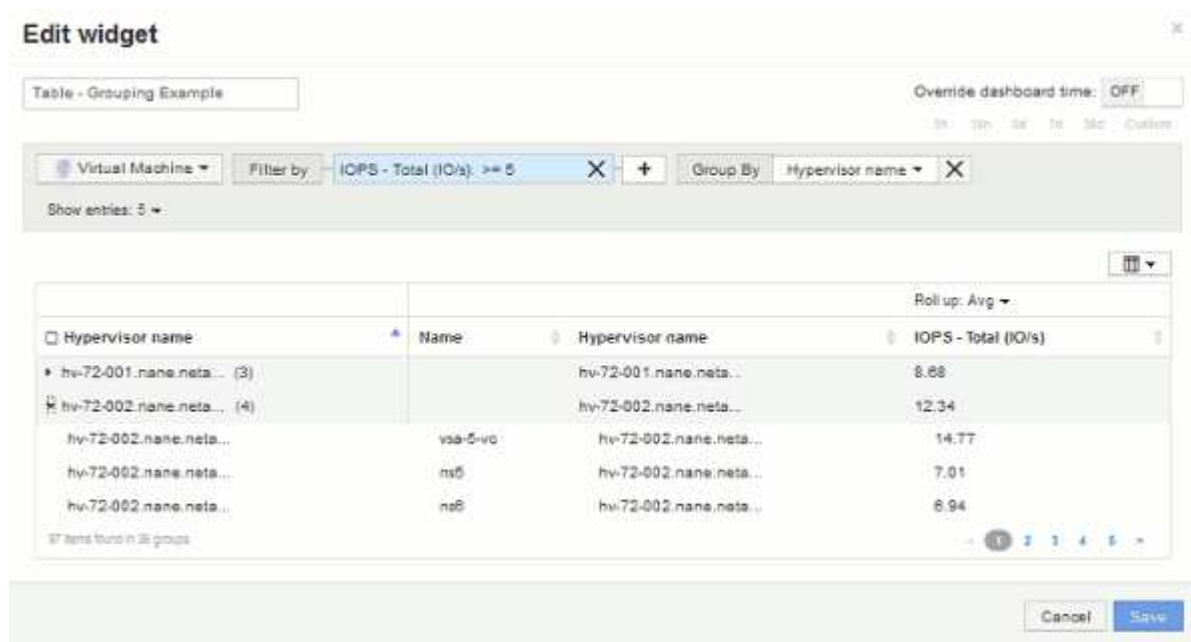 Edit widget
Table - Grouping Example
Override dashboard time: OFF
Custom
Virtual Machine
Filter by
IOPS - Total (IO/s): >= 5
X
+
Group By
Hypervisor name
X
Show entries: 5
Roll up: Avg
Hypervisor name Name Hypervisor name IOPS - Total (IO/s)
hv-72-001.nane.neta... (3) hv-72-001.nane.neta... 8.68
hv-72-002.nane.neta... (4) hv-72-002.nane.neta... 12.34
hv-72-002.nane.neta... hv-72-002.nane.neta... 14.77
hv-72-002.nane.neta... ns5 hv-72-002.nane.neta... 7.01
hv-72-002.nane.neta... ns6 hv-72-002.nane.neta... 6.94
items found in groups
1 2 3 4 5 >
Cancel Save